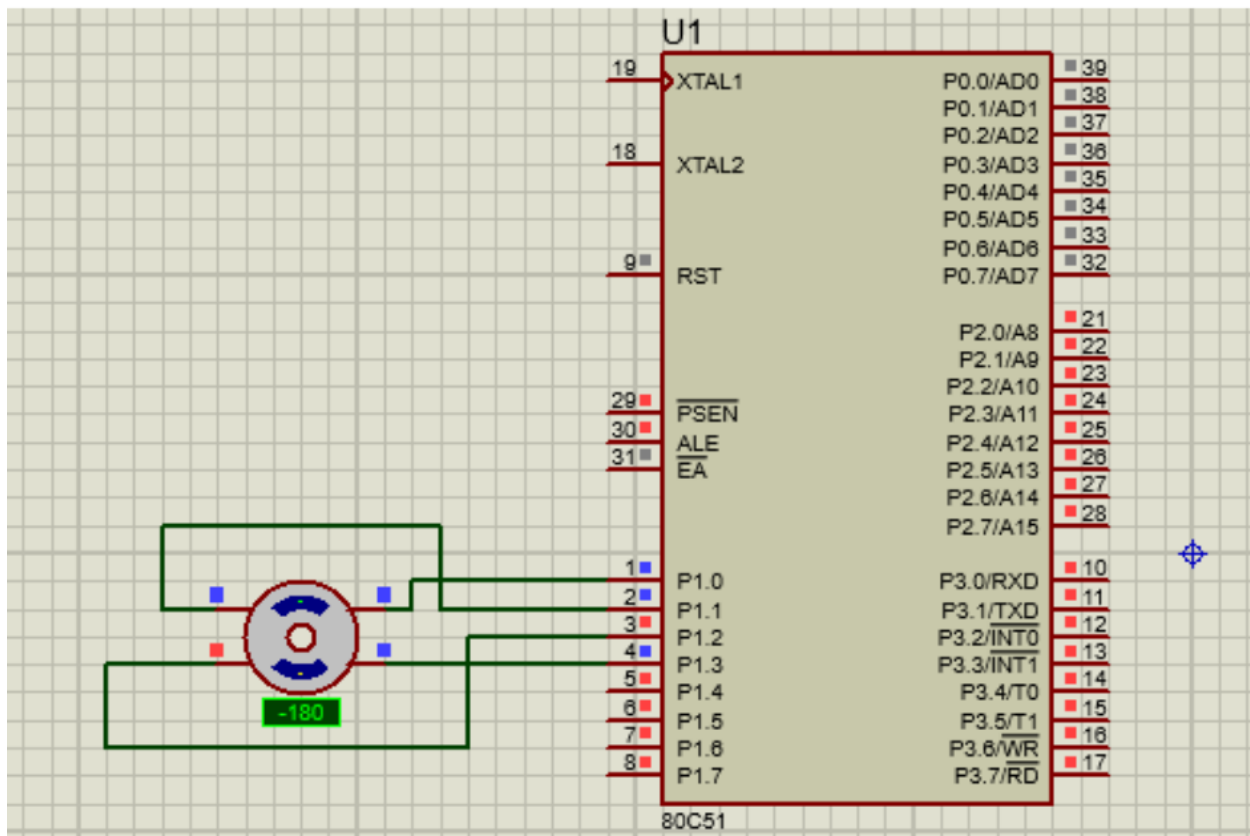 U1
19 XTAL1
18 XTAL2
9 RST
29 PSEN
30 ALE
31 EA
1 P1.0
2 P1.1
3 P1.2
4 P1.3
5 P1.4
6 P1.5
7 P1.6
8 P1.7
P0.0/AD0 39
P0.1/AD1 38
P0.2/AD2 37
P0.3/AD3 36
P0.4/AD4 35
P0.5/AD5 34
P0.6/AD6 33
P0.7/AD7 32
P2.0/A8 21
P2.1/A9 22
P2.2/A10 23
P2.3/A11 24
P2.4/A12 25
P2.5/A13 26
P2.6/A14 27
P2.7/A15 28
P3.0/RXD 10
P3.1/TXD 11
P3.2/INT0 12
P3.3/INT1 13
P3.4/T0 14
P3.5/T1 15
P3.6/WR 16
P3.7/RD 17
80C51
-180